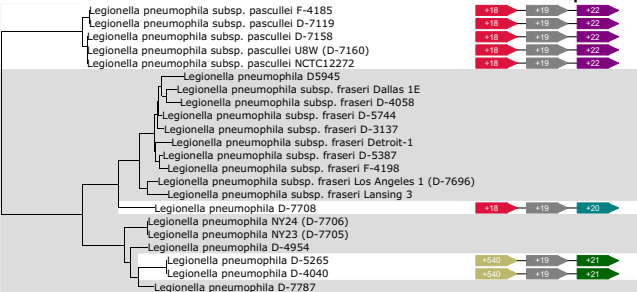 Legionella pneumophila subsp. pascullei F-4185 +18 +19 +22
Legionella pneumophila subsp. pascullei D-7119 +18 +19 +22
Legionella pneumophila subsp. pascullei D-7158 +18 +19 +22
Legionella pneumophila subsp. pascullei U8W (D-7160) +18 +19 +22
Legionella pneumophila subsp. pascullei NCTC12272 +18 +19 +22
Legionella pneumophila D5945
Legionella pneumophila subsp. fraseri Dallas 1E
Legionella pneumophila subsp. fraseri D-4058
Legionella pneumophila subsp. fraseri D-5744
Legionella pneumophila subsp. fraseri D-3137
Legionella pneumophila subsp. fraseri Detroit-1
Legionella pneumophila subsp. fraseri D-5387
Legionella pneumophila subsp. fraseri F-4198
Legionella pneumophila subsp. fraseri Los Angeles 1 (D-7696)
Legionella pneumophila subsp. fraseri Lansing 3
Legionella pneumophila D-7708 +18 +19 +20
Legionella pneumophila NY24 (D-7706)
Legionella pneumophila NY23 (D-7705)
Legionella pneumophila D-4954
Legionella pneumophila D-5265 +540 +19 +21
Legionella pneumophila D-4040 +540 +19 +21
Legionella pneumophila D-7787